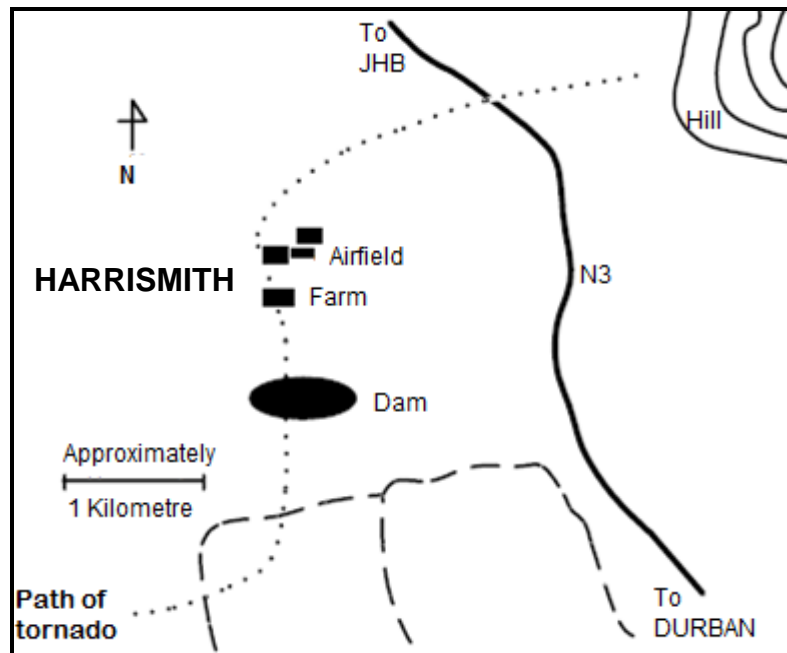 To
JHB
Hill
N
Airfield
HARRISMITH
N3
Farm
Dam
Approximately
1 Kilometre
Path of
tornado
To
DURBAN